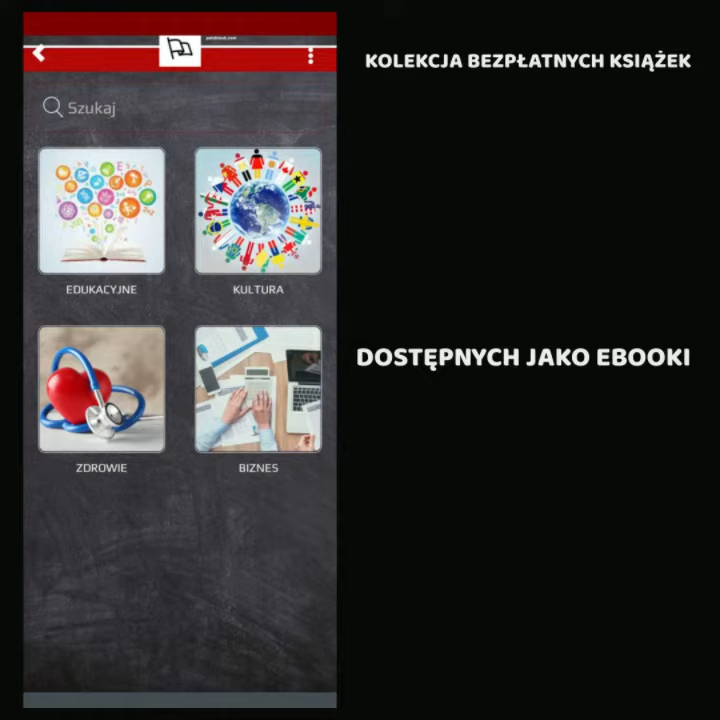 Szukaj
EDUKACYJNE
KULTURA
ZDROWIE
BIZNES
KOLEKCJA BEZPŁATNYCH KSIĄŻEK
DOSTĘPNYCH JAKO EBOOKI